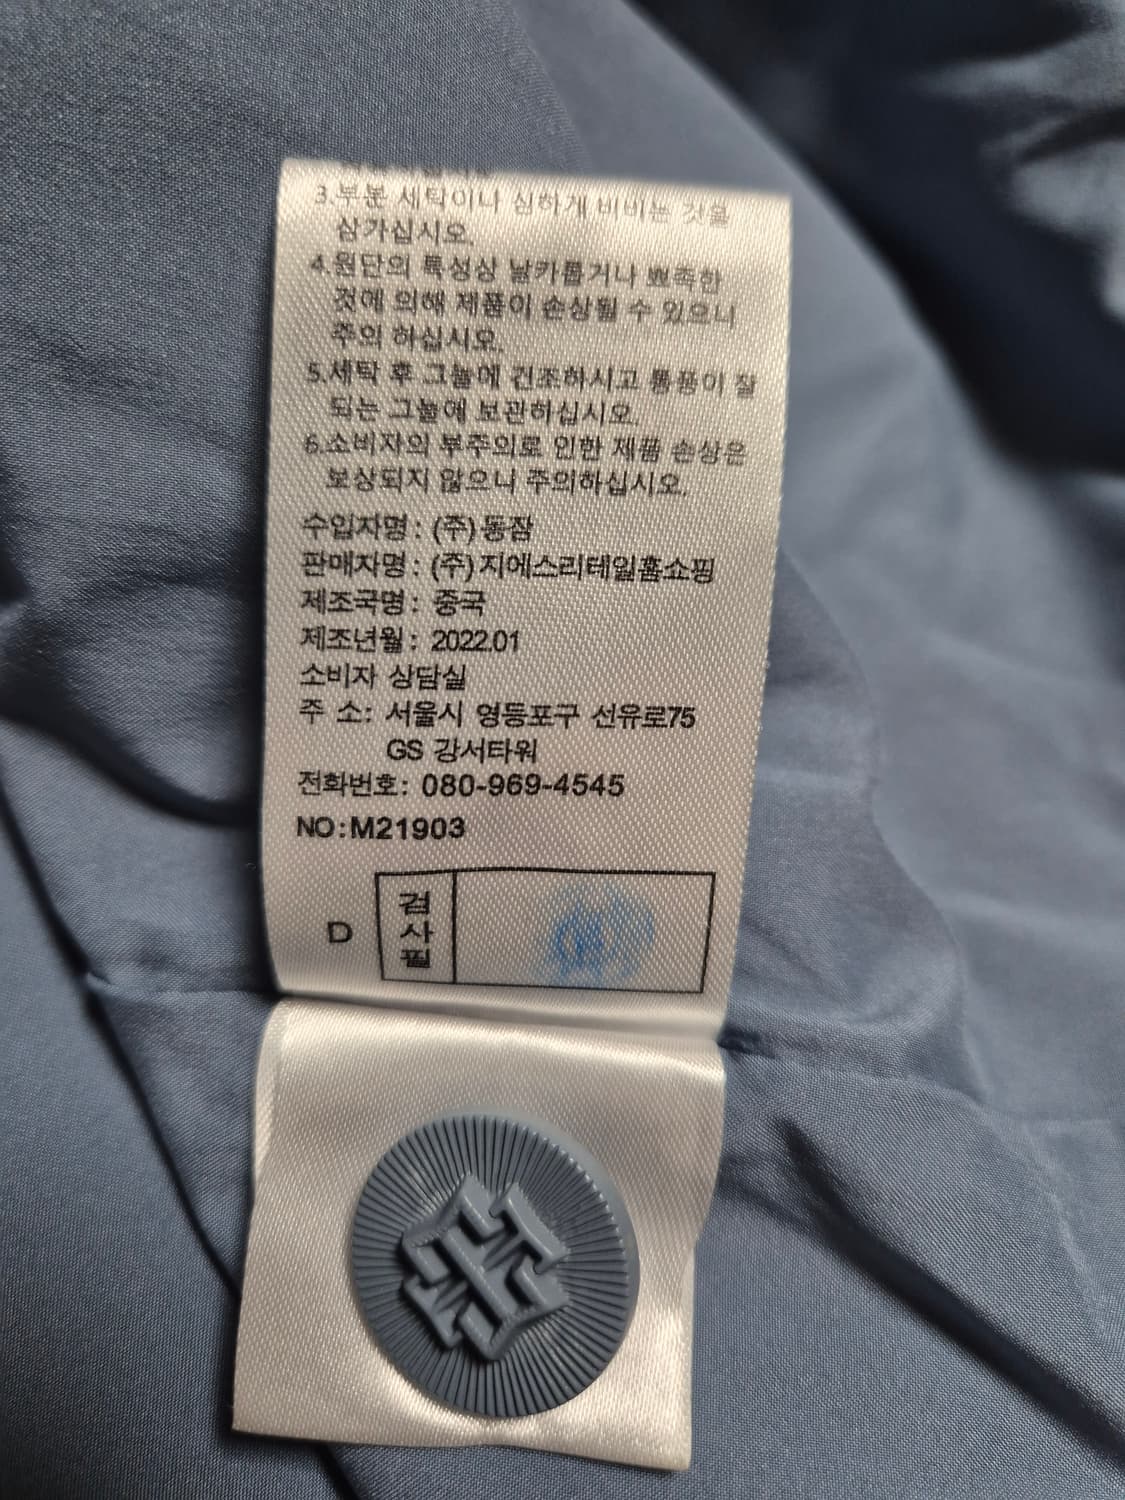 3.부분 세탁이나 심하게 비비는 것을
삼가십시오.
4.원단의 특성상 날카롭거나 뾰족한
것에 의해 제품이 손상될 수 있으니
주의 하십시오.
5.세탁 후 그늘에 건조하시고 통풍이 잘
되는 그늘에 보관하십시오.
6.소비자의 부주의로 인한 제품 손상은
보상되지 않으니 주의하십시오.
수입자명 : (주)동잠
판매자명 : (주)지에스리테일홈쇼핑
제조국명 : 중국
제조년월 : 2022.01
소비자 상담실
주 소: 서울시 영등포구 선유로75
GS 강서타워
전화번호: 080-969-4545
NO:M21903
D
검
사
필